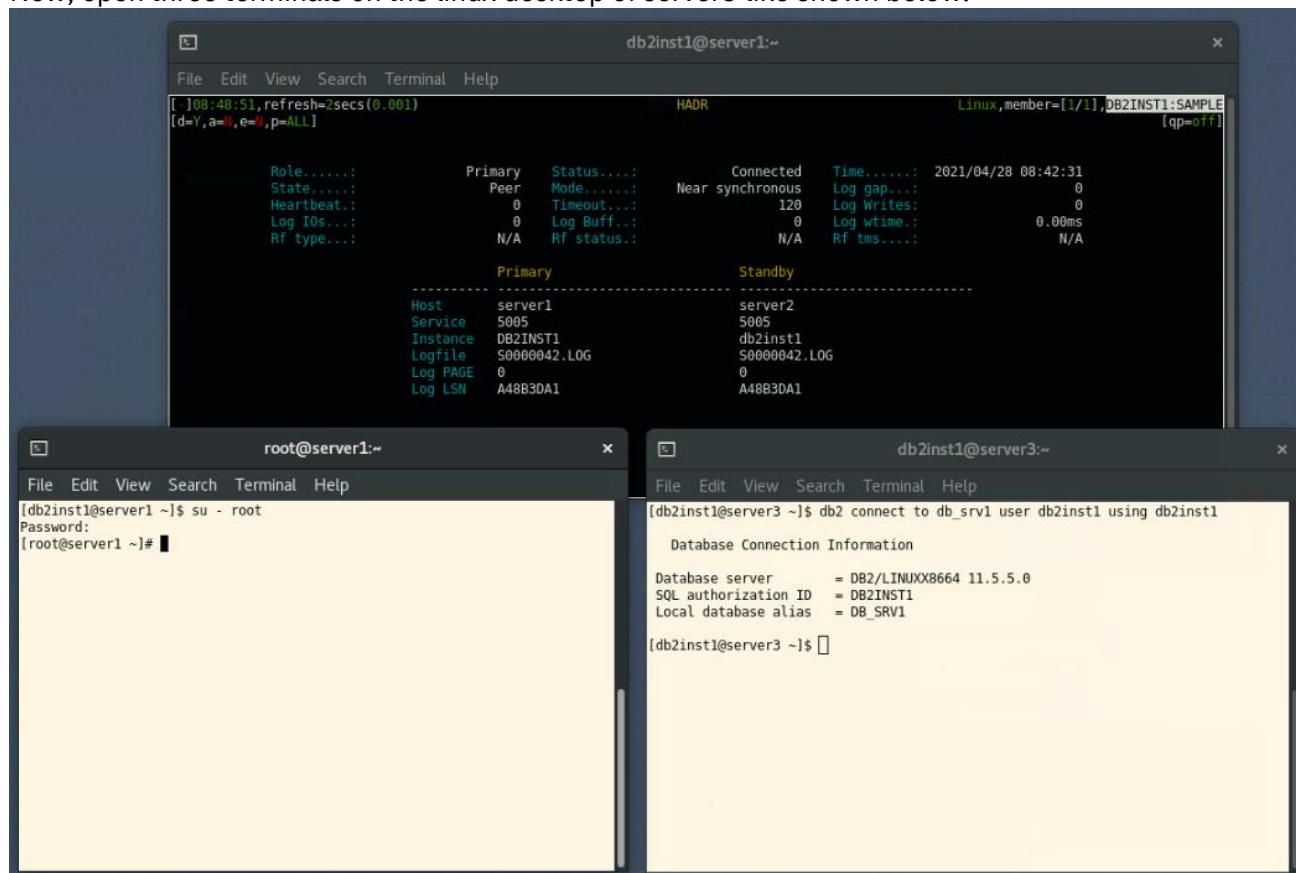 Now, open three terminals on the linux desktop of server3 like shown below:
db2inst1@server1:~ ×
File Edit View Search Terminal Help
[-]08:48:51,refresh=2secs(0.001) HADR Linux,member=[1/1],DB2INST1:SAMPLE
[d=Y,a=N,e=N,p=ALL] [qp=off]
Role......: Primary Status....: Connected Time......: 2021/04/28 08:42:31
State.....: Peer Mode......: Near synchronous Log gap...: 0
Heartbeat.: 0 Timeout...: 120 Log Writes: 0
Log IOs...: 0 Log Buff..: 0 Log wtime.: 0.00ms
Rf type...: N/A Rf status.: N/A Rf tms....: N/A
Primary Standby
---------- ------------------------------ ------------------------------
Host server1 server2
Service 5005 5005
Instance DB2INST1 db2inst1
Logfile S0000042.LOG S0000042.LOG
Log PAGE 0 0
Log LSN A48B3DA1 A48B3DA1
root@server1:~ ×
File Edit View Search Terminal Help
[db2inst1@server1 ~]$ su - root
Password:
[root@server1 ~]#
db2inst1@server3:~ ×
File Edit View Search Terminal Help
[db2inst1@server3 ~]$ db2 connect to db_srv1 user db2inst1 using db2inst1
Database Connection Information
Database server = DB2/LINUXX8664 11.5.5.0
SQL authorization ID = DB2INST1
Local database alias = DB_SRV1
[db2inst1@server3 ~]$